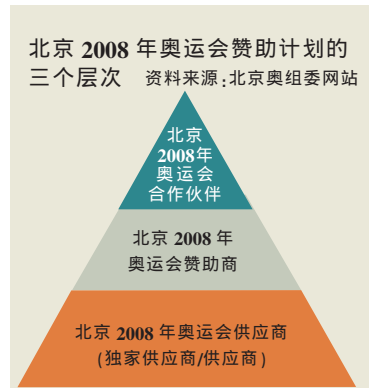 北京 2008 年奥运会赞助计划的
三个层次 资料来源:北京奥组委网站
北京
2008年
奥运会
合作伙伴
北京 2008 年
奥运会赞助商
北京 2008 年奥运会供应商
(独家供应商/供应商)